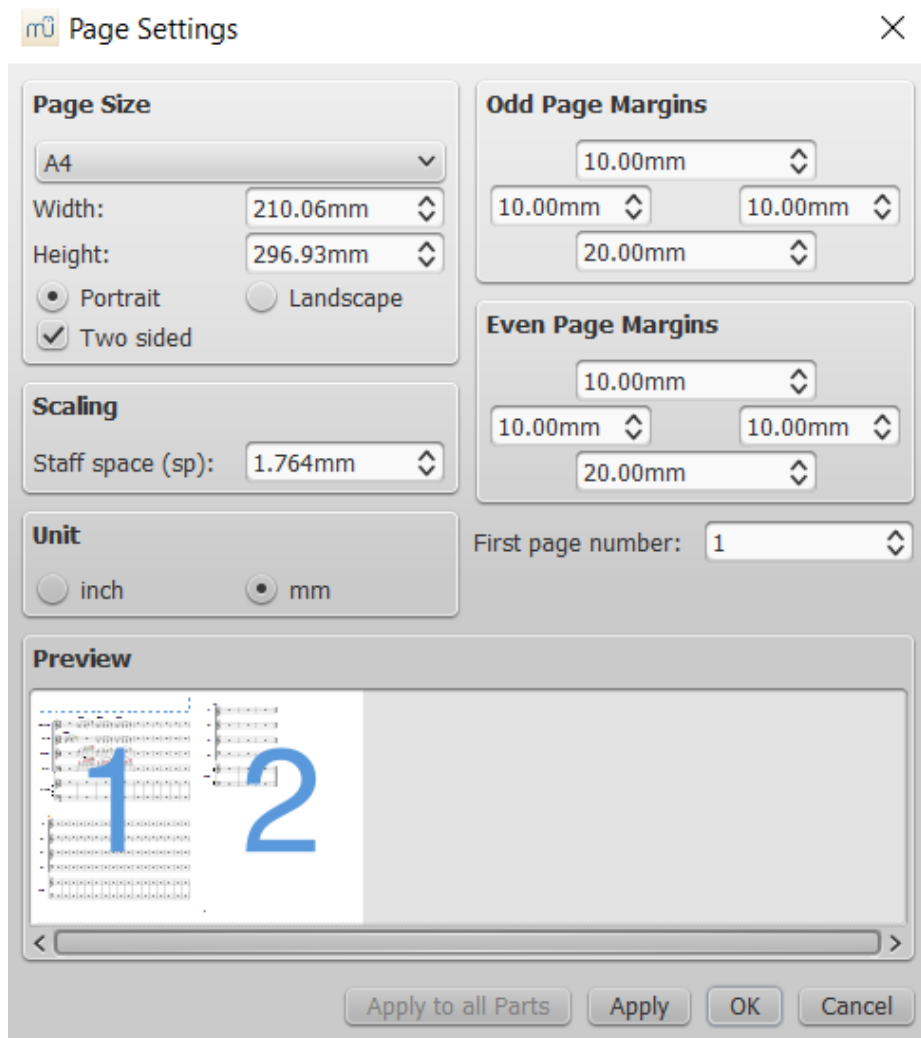 mü Page Settings
Page Size
A4
Width: 210.06mm
Height: 296.93mm
Portrait Landscape
Two sided
Scaling
Staff space (sp): 1.764mm
Unit
inch mm
Odd Page Margins
10.00mm
10.00mm 10.00mm
20.00mm
Even Page Margins
10.00mm
10.00mm 10.00mm
20.00mm
First page number: 1
Preview
1 2
Apply to all Parts Apply OK Cancel